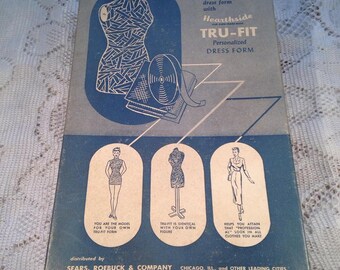 dress form
with
Hearthside
TRU-FIT
Personalized
DRESS FORM
YOU ARE THE MODEL
FOR YOUR OWN
TRU-FIT FORM
TRU-FIT IS IDENTICAL
WITH YOUR OWN
FIGURE
HELPS YOU ATTAIN
THAT "PROFESSION-
AL" LOOK IN ALL
CLOTHES YOU MAKE
distributed by
SEARS, ROEBUCK & COMPANY
CHICAGO, ILL. and OTHER LEADING CITIES